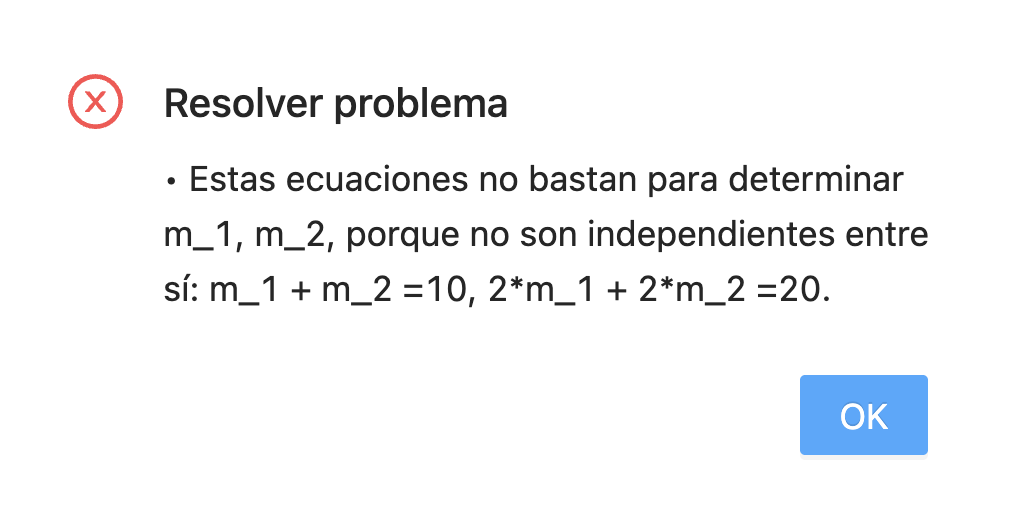 Resolver problema
• Estas ecuaciones no bastan para determinar
m_1, m_2, porque no son independientes entre
sí: m_1 + m_2 =10, 2*m_1 + 2*m_2 =20.
OK